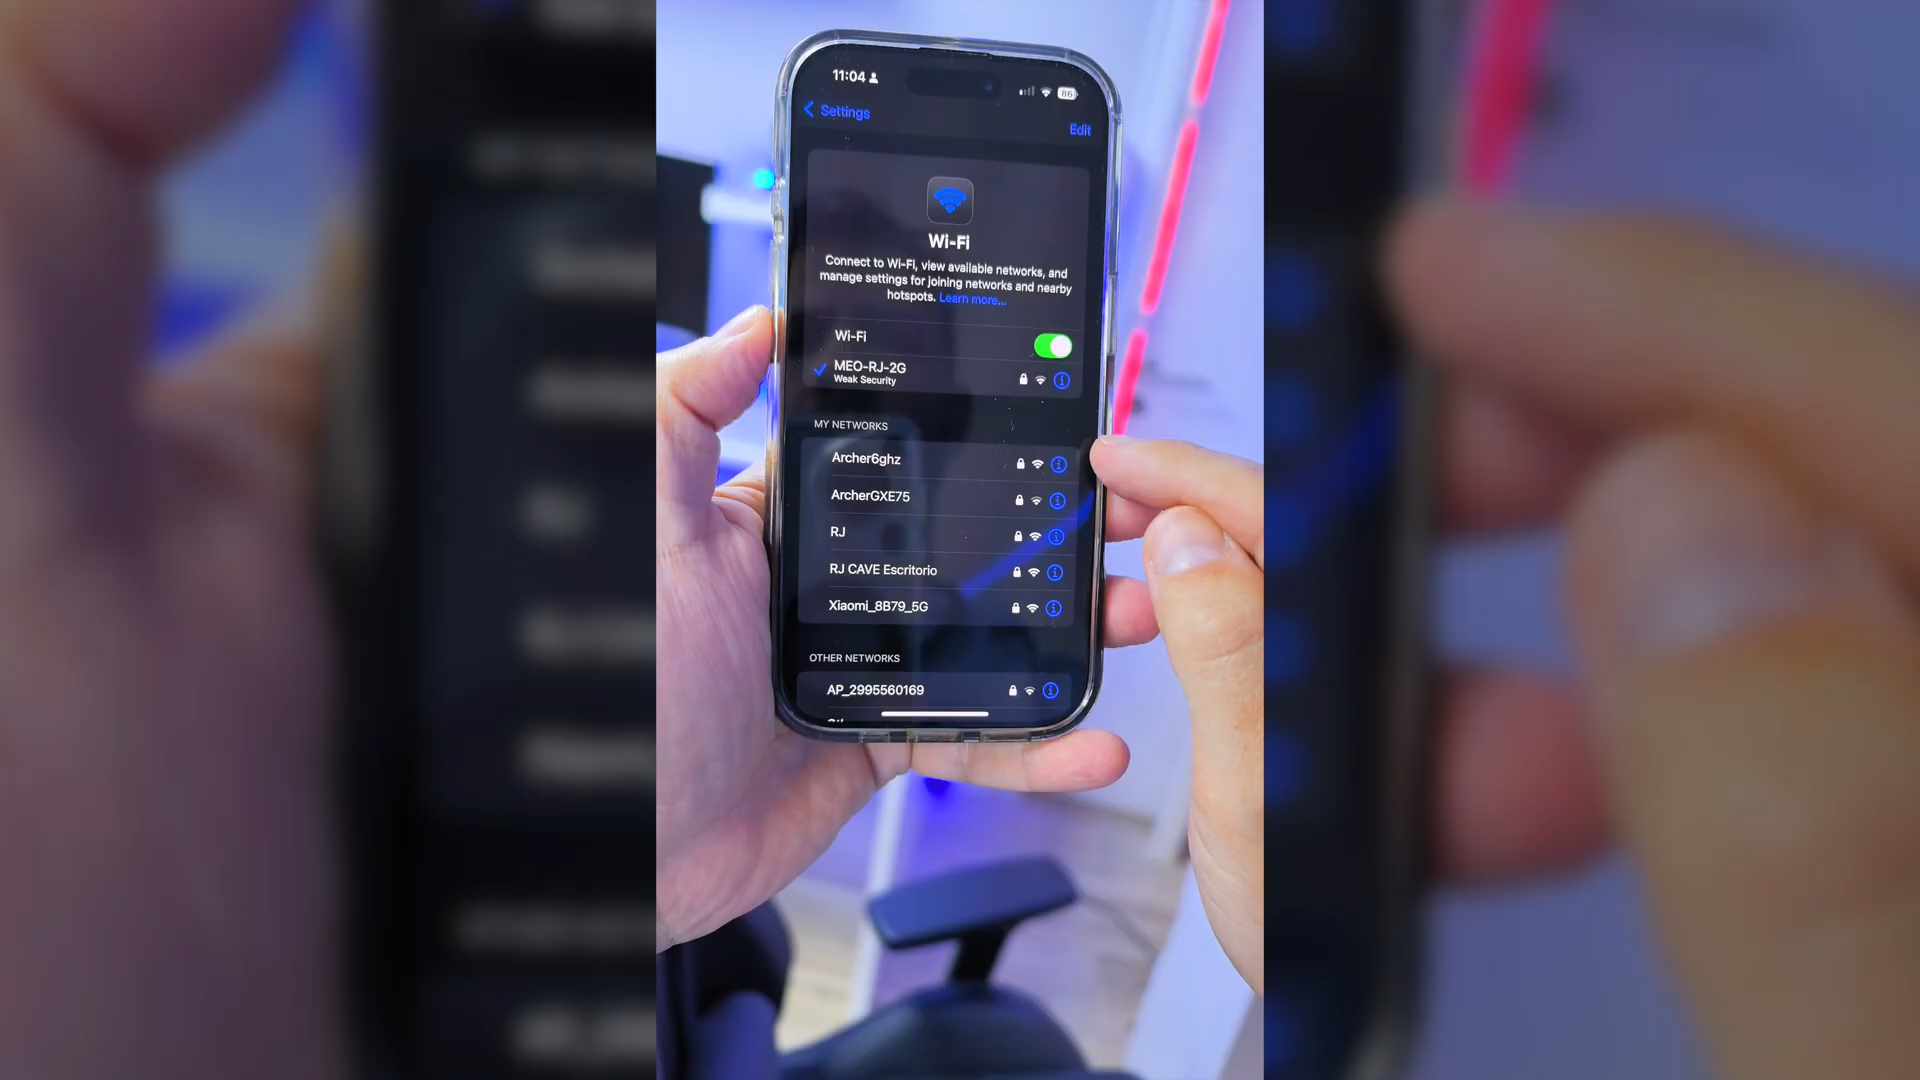 11:04
86
Settings
Edit
Wi-Fi
Connect to Wi-Fi, view available networks, and
manage settings for joining networks and nearby
hotspots. Learn more...
Wi-Fi
MEO-RJ-2G
Weak Security
MY NETWORKS
Archer6ghz
ArcherGXE75
RJ
RJ CAVE Escritorio
Xiaomi_8B79_5G
OTHER NETWORKS
AP_2995560169